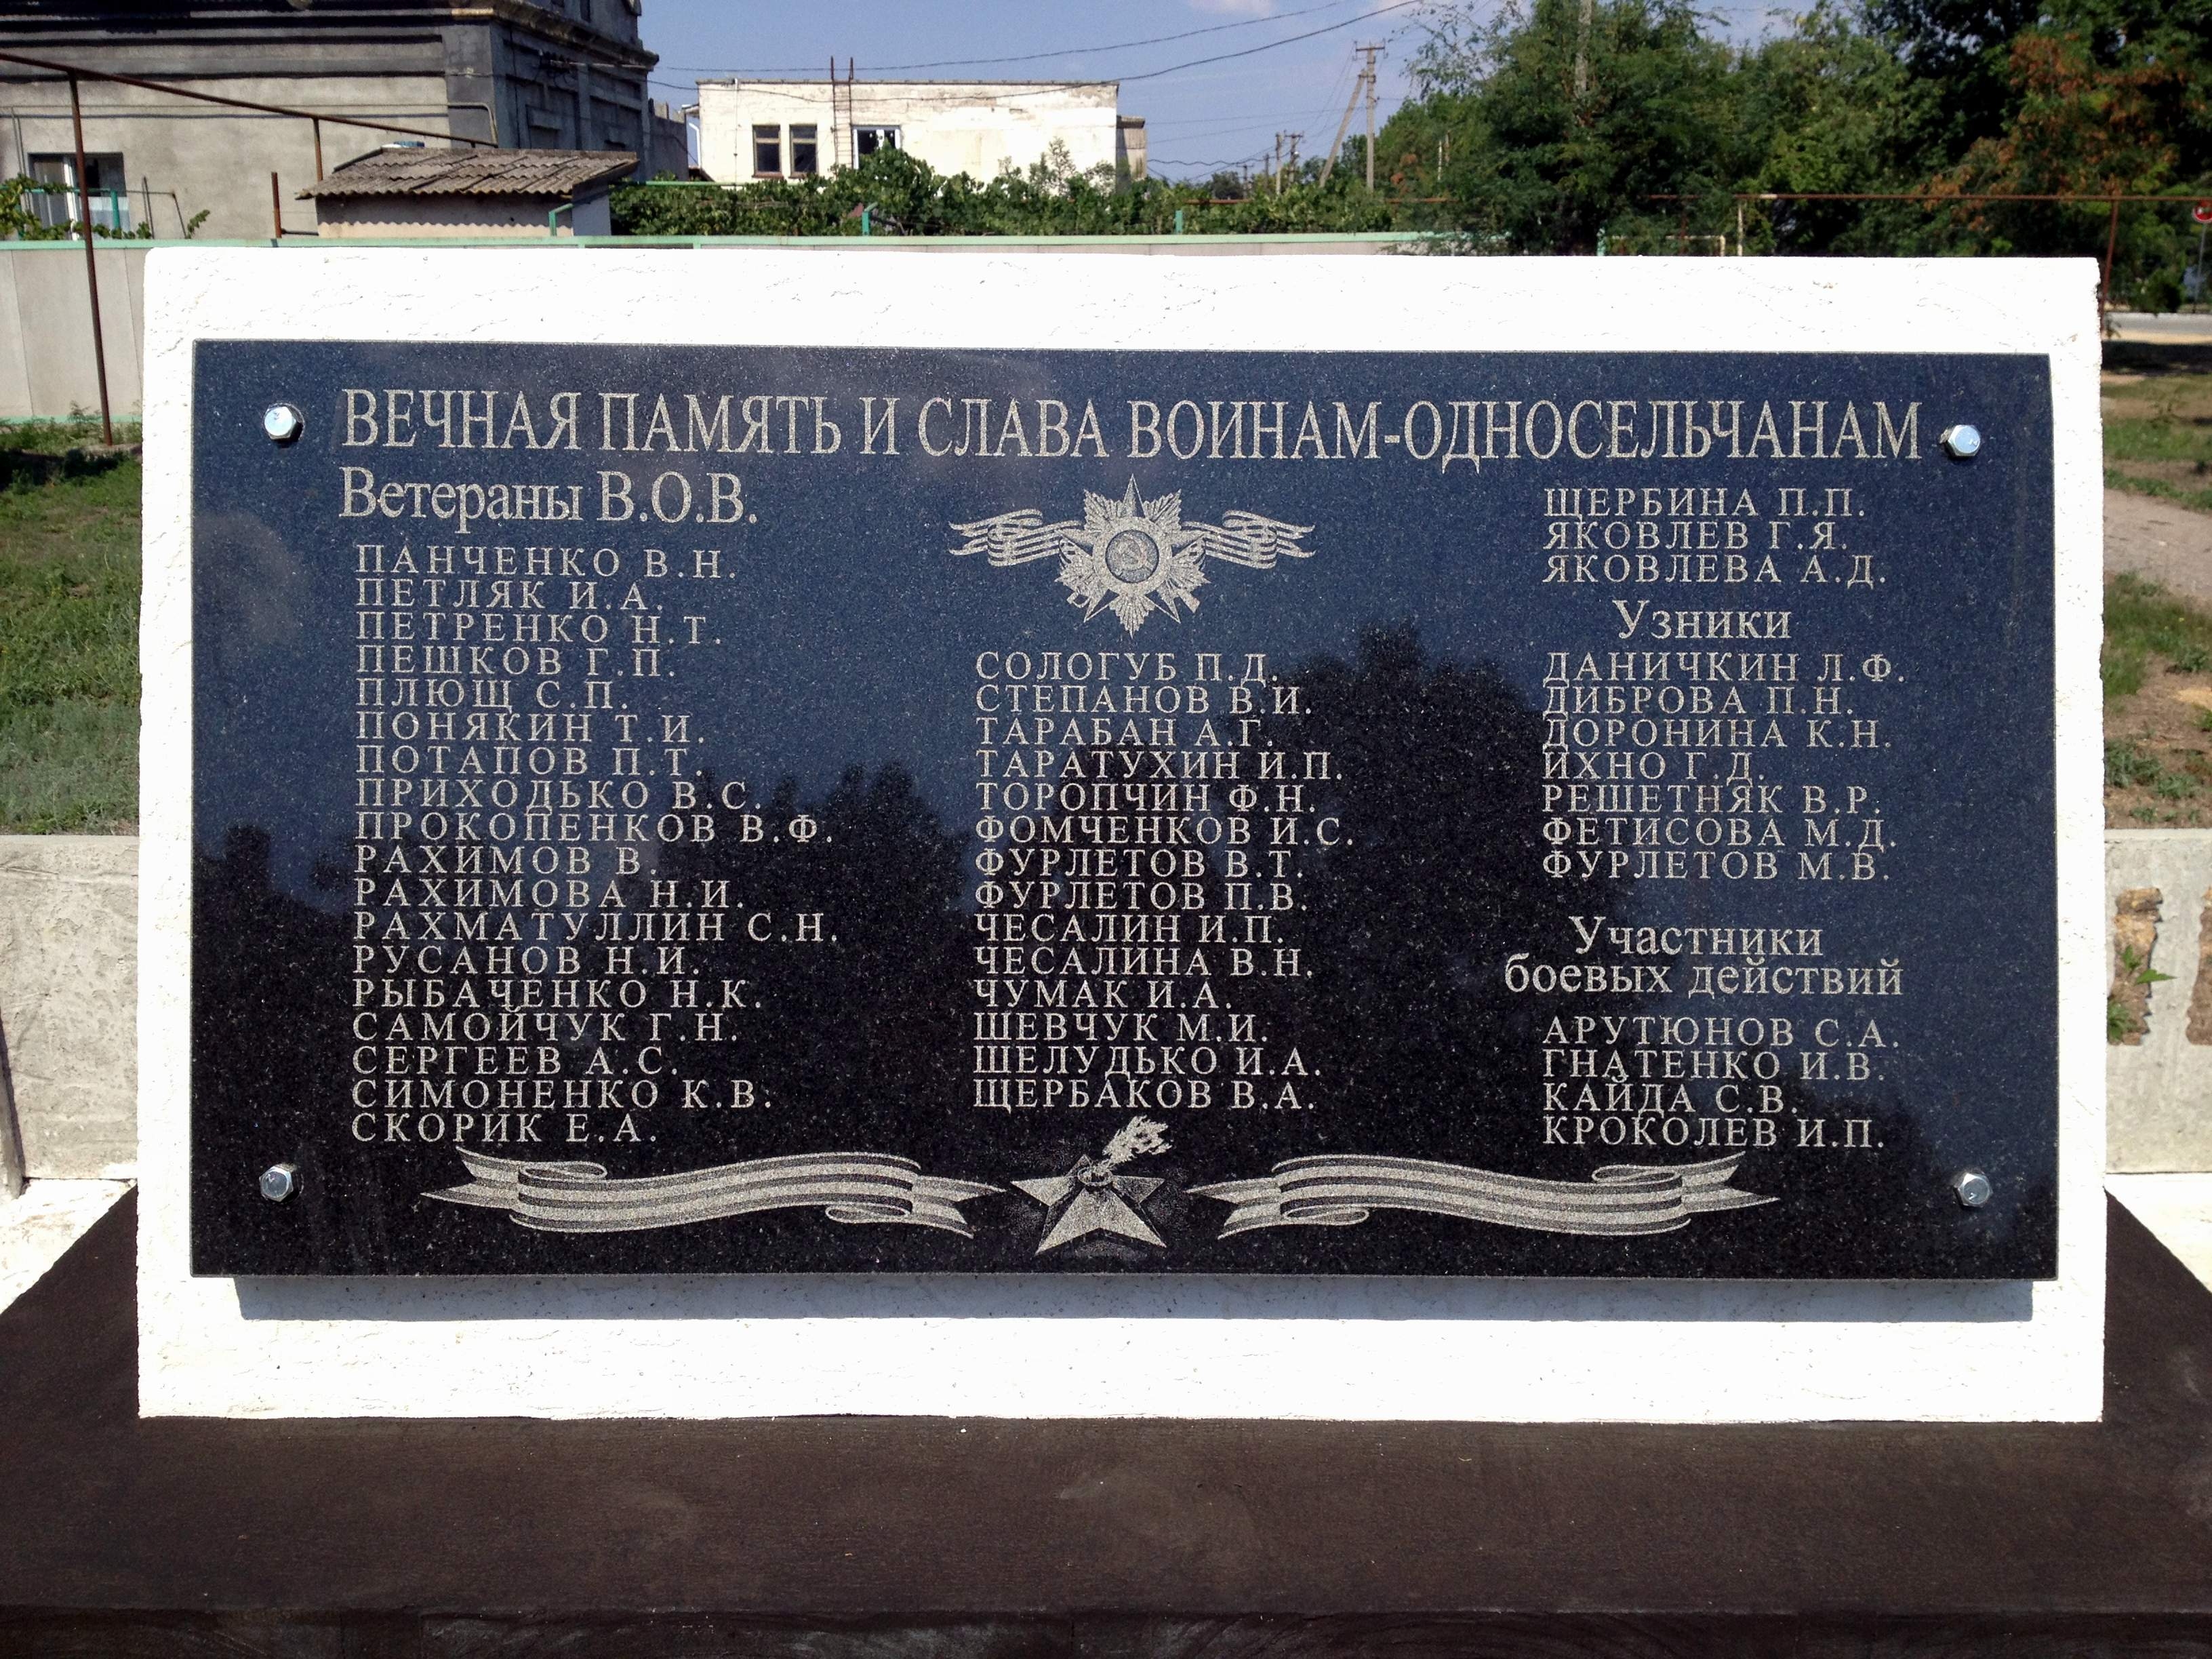 ВЕЧНАЯ ПАМЯТЬ И СЛАВА ВОИНАМ-ОДНОСЕЛЬЧАНАМ
Ветераны В.О.В.
ПАНЧЕНКО В.Н.
ПЕТЛЯК И.А.
ПЕТРЕНКО Н.Т.
ПЕШКОВ Г.П.
ПЛЮЩ С.П.
ПОНЯКИН Т.И.
ПОТАПОВ П.Т.
ПРИХОДЬКО В.С.
ПРОКОПЕНКОВ В.Ф.
РАХИМОВ В.
РАХИМОВА Н.И.
РАХМАТУЛЛИН С.Н.
РУСАНОВ Н.И.
РЫБАЧЕНКО Н.К.
САМОЙЧУК Г.Н.
СЕРГЕЕВ А.С.
СИМОНЕНКО К.В.
СКОРИК Е.А.
СОЛОГУБ П.Д.
СТЕПАНОВ В.И.
ТАРАБАН А.Г.
ТАРАТУХИН И.П.
ТОРОПЧИН Ф.Н.
ФОМЧЕНКОВ И.С.
ФУРЛЕТОВ В.Т.
ФУРЛЕТОВ П.В.
ЧЕСАЛИН И.П.
ЧЕСАЛИНА В.Н.
ЧУМАК И.А.
ШЕВЧУК М.И.
ШЕЛУДЬКО И.А.
ЩЕРБАКОВ В.А.
ЩЕРБИНА П.П.
ЯКОВЛЕВ Г.Я.
ЯКОВЛЕВА А.Д.
Узники
ДАНИЧКИН Л.Ф.
ДИБРОВА П.Н.
ДОРОНИНА К.Н.
ИХНО Г.Д.
РЕШЕТНЯК В.Р.
ФЕТИСОВА М.Д.
ФУРЛЕТОВ М.В.
Участники
боевых действий
АРУТЮНОВ С.А.
ГНАТЕНКО И.В.
КАЙДА С.В.
КРОКОЛЕВ И.П.